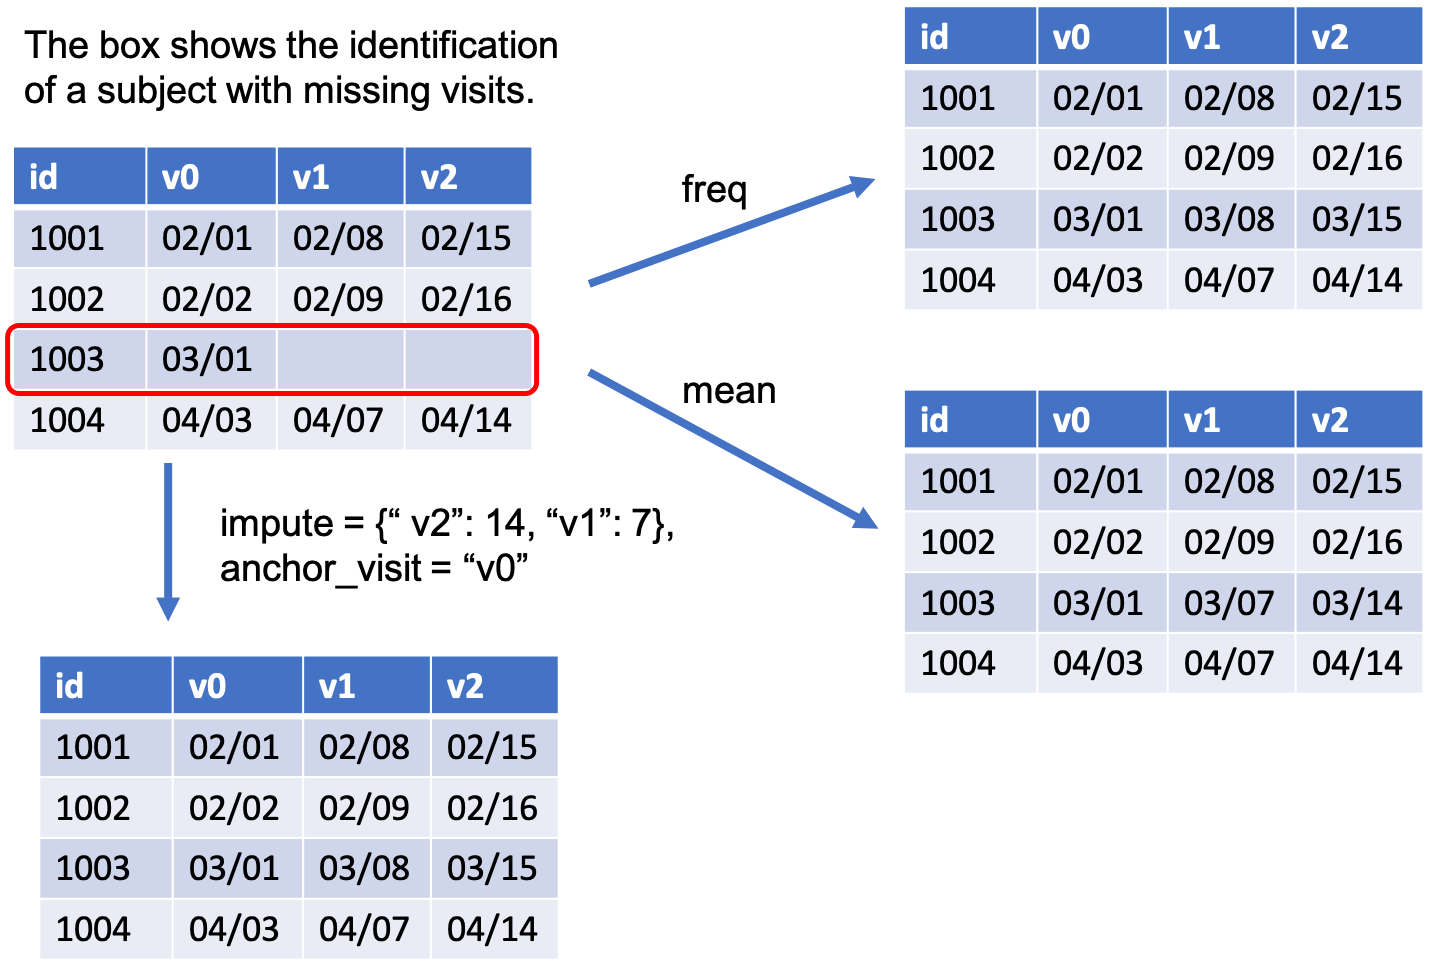 The box shows the identification
of a subject with missing visits.
id v0 v1 v2
1001 02/01 02/08 02/15
1002 02/02 02/09 02/16
1003 03/01
1004 04/03 04/07 04/14
freq
id v0 v1 v2
1001 02/01 02/08 02/15
1002 02/02 02/09 02/16
1003 03/01 03/08 03/15
1004 04/03 04/07 04/14
mean
id v0 v1 v2
1001 02/01 02/08 02/15
1002 02/02 02/09 02/16
1003 03/01 03/07 03/14
1004 04/03 04/07 04/14
impute = {“ v2”: 14, “v1”: 7},
anchor_visit = “v0”
id v0 v1 v2
1001 02/01 02/08 02/15
1002 02/02 02/09 02/16
1003 03/01 03/08 03/15
1004 04/03 04/07 04/14